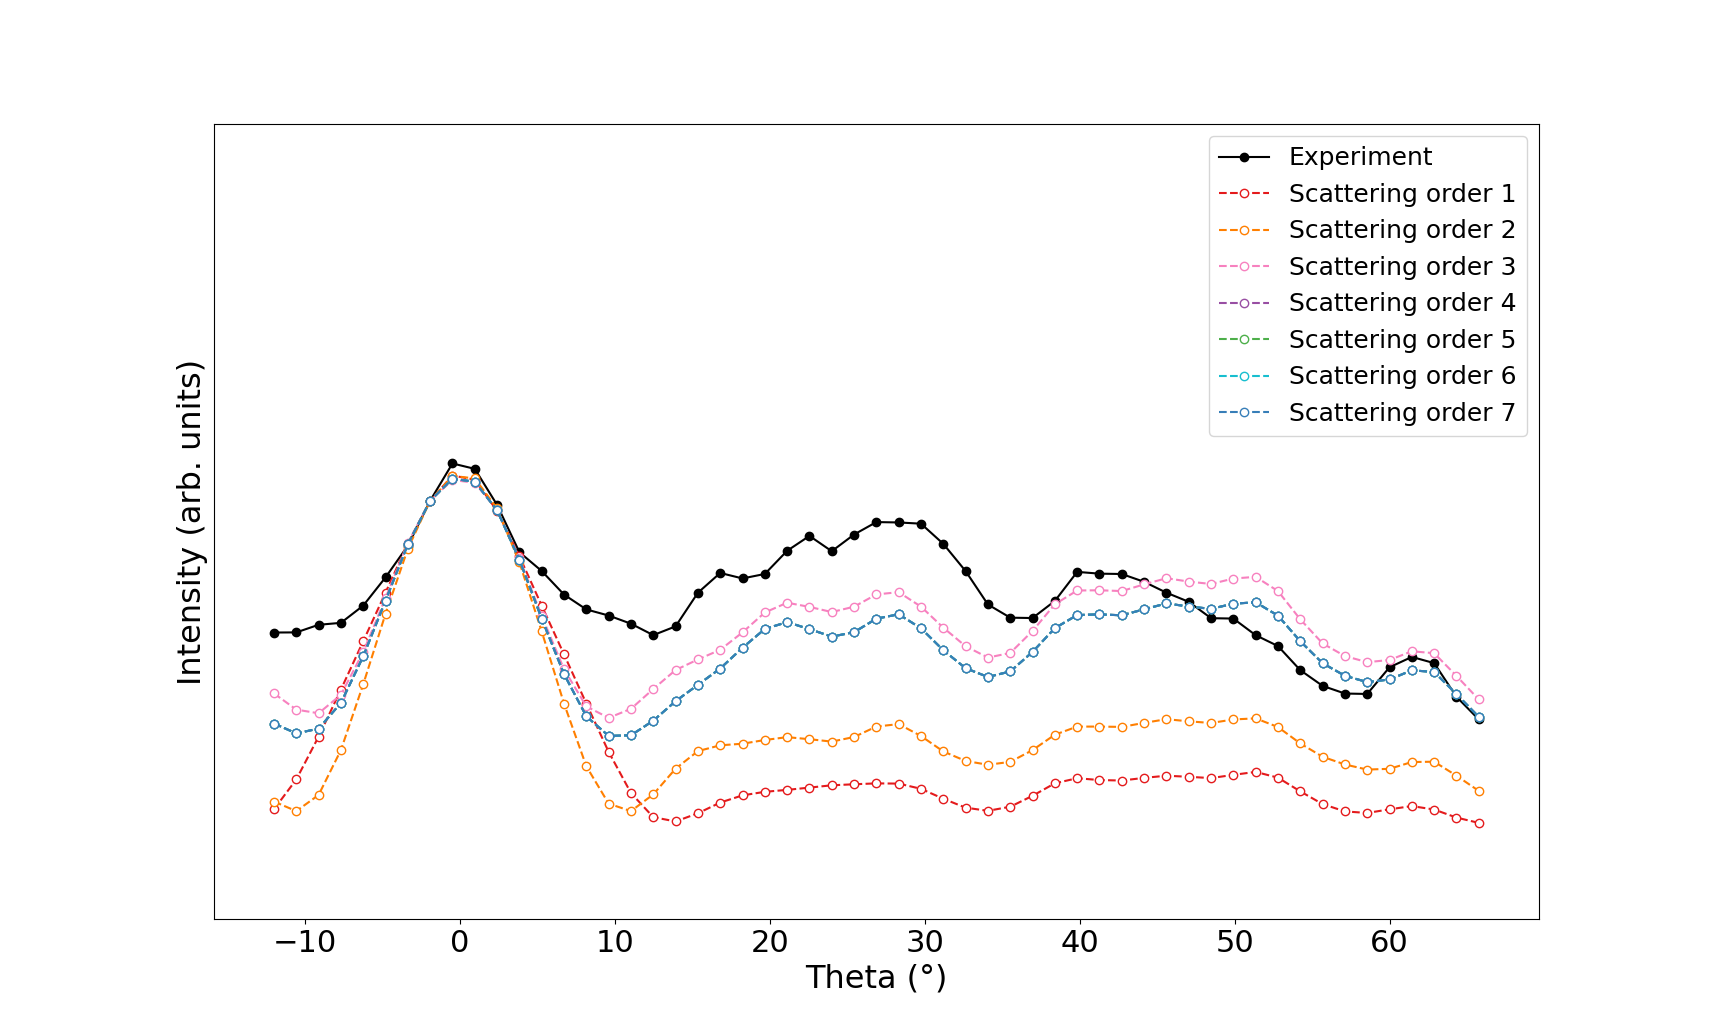 Experiment
Scattering order 1
Scattering order 2
Scattering order 3
Scattering order 4
Scattering order 5
Scattering order 6
Scattering order 7
Intensity (arb. units)
−10 0 10 20 30 40 50 60
Theta (°)